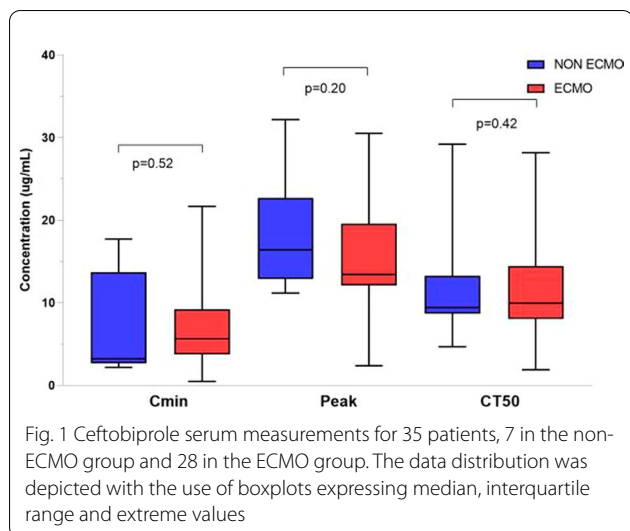 40
NON ECMO
ECMO
p=0.20
p=0.42
30
p=0.52
Concentration (ug/mL)
20
10
0
Cmin Peak CT50
Fig. 1 Ceftobiprole serum measurements for 35 patients, 7 in the non-
ECMO group and 28 in the ECMO group. The data distribution was
depicted with the use of boxplots expressing median, interquartile
range and extreme values